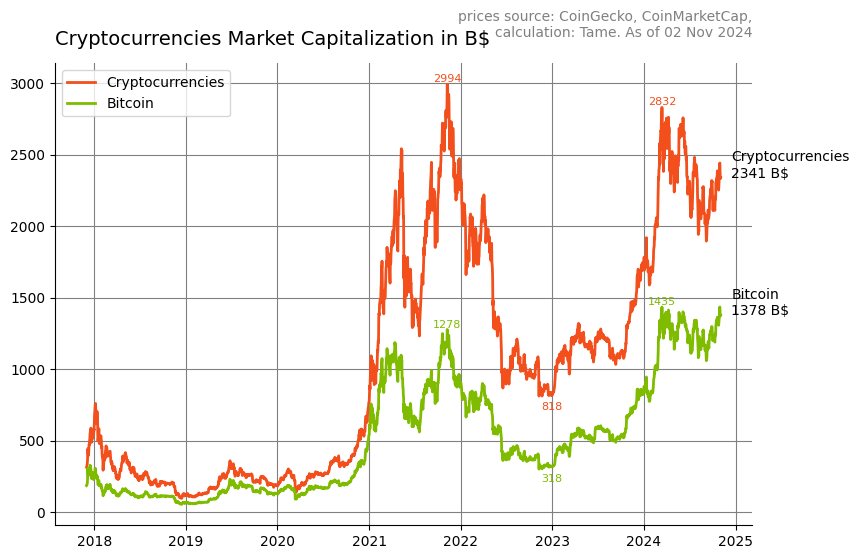 prices source: CoinGecko, CoinMarketCap,
calculation: Tame. As of 02 Nov 2024
Cryptocurrencies Market Capitalization in B$
Cryptocurrencies
Bitcoin
3000
2500
2000
1500
1000
500
0
2994
2832
1278
1435
818
318
Cryptocurrencies
2341 B$
Bitcoin
1378 B$
2018 2019 2020 2021 2022 2023 2024 2025